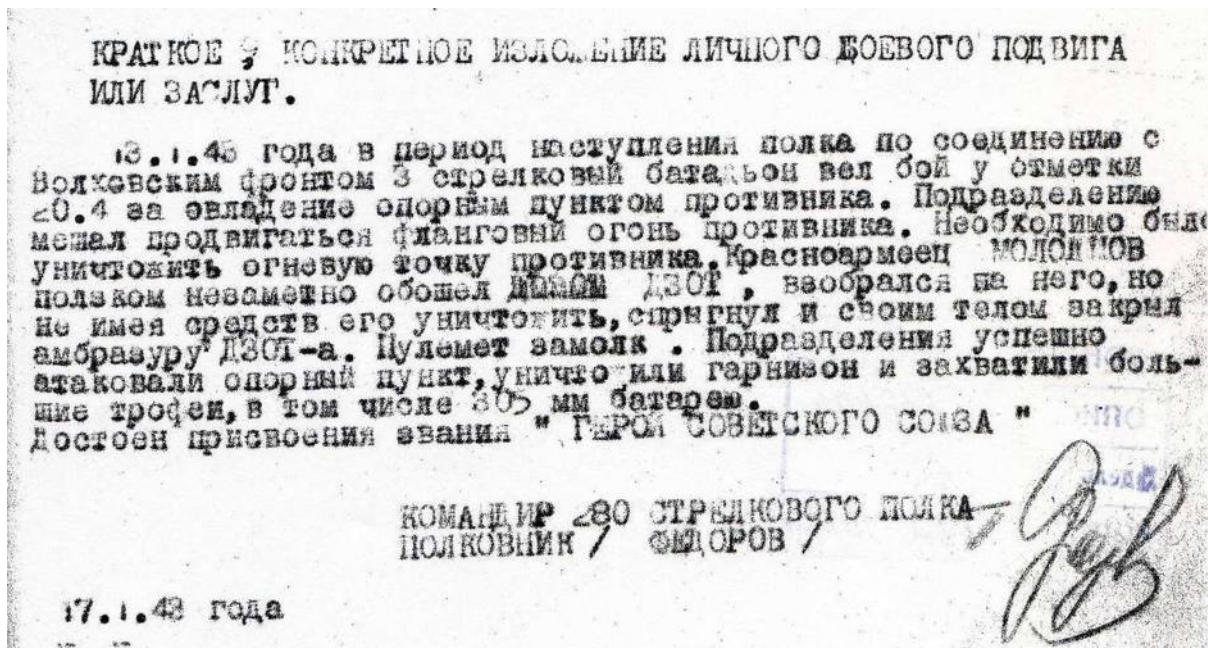 КРАТКОЕ , КОНКРЕТНОЕ ИЗЛОЖЕНИЕ ЛИЧНОГО БОЕВОГО ПОДВИГА
ИЛИ ЗАСЛУГ.
13.1.43 года в период наступления полка по соединению с
Волховским фронтом 3 стрелковый батальон вел бой у отметки
20.4 за овладение опорным пунктом противника. Подразделению
мешал продвигаться фланговый огонь противника. Необходимо было
уничтожить огневую точку противника.Красноармеец МОЛОДЦОВ
ползком незаметно обошел ДЗОТ , взобрался на него,но
не имея средств его уничтожить,спрыгнул и своим телом закрыл
амбразуру ДЗОТ-а. Пулемет замолк . Подразделения успешно
атаковали опорный пункт,уничтожили гарнизон и захватили боль-
шие трофеи,в том числе 305 мм батарею.
Достоен присвоения звания " ГЕРОЙ СОВЕТСКОГО СОЮЗА "
КОМАНДИР 280 СТРЕЛКОВОГО ПОЛКА
ПОЛКОВНИК / ФЕДОРОВ /
17.1.43 года